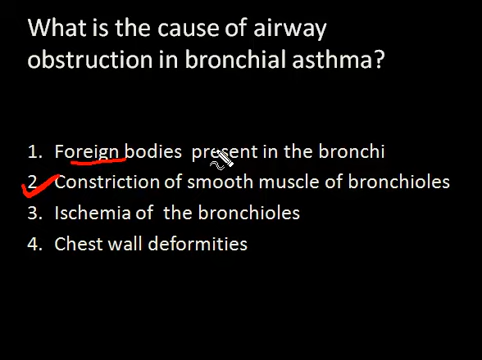 What is the cause of airway
obstruction in bronchial asthma?
1. Foreign bodies present in the bronchi
2. Constriction of smooth muscle of bronchioles
3. Ischemia of the bronchioles
4. Chest wall deformities